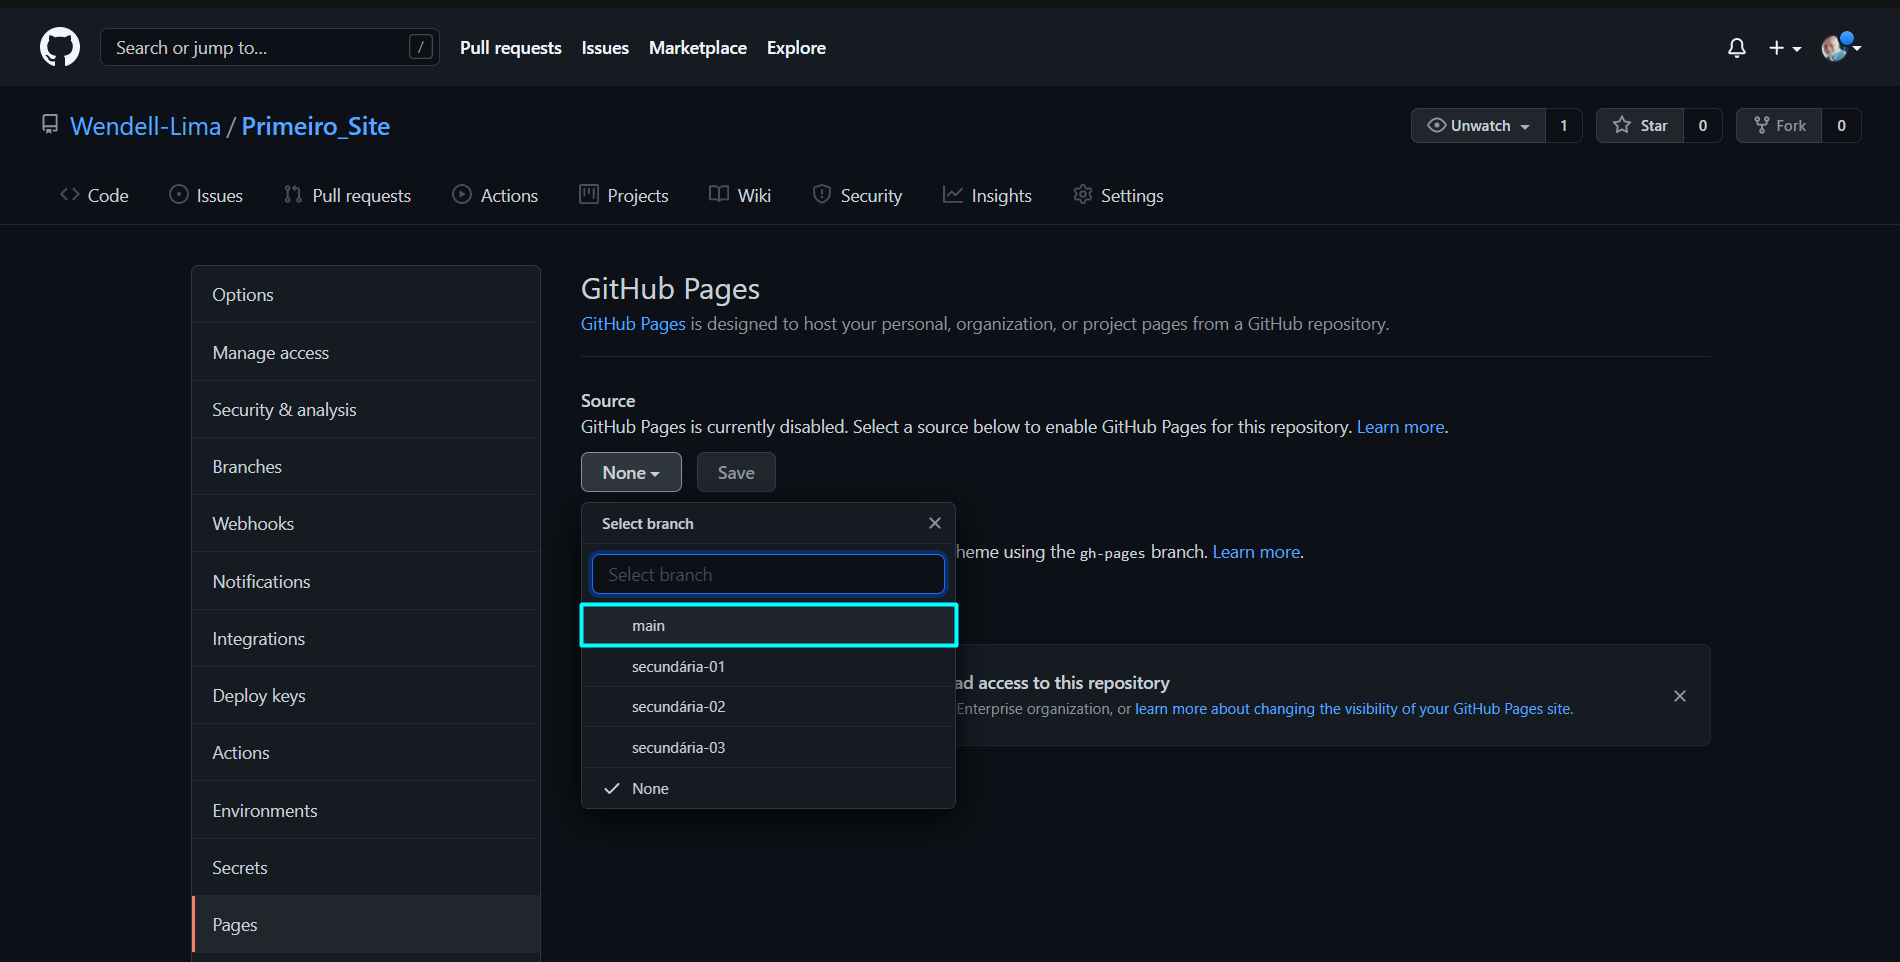 Search or jump to... /
Pull requests Issues Marketplace Explore
Wendell-Lima / Primeiro_Site
Unwatch 1 Star 0 Fork 0
Code Issues Pull requests Actions Projects Wiki Security Insights Settings
Options
Manage access
Security & analysis
Branches
Webhooks
Notifications
Integrations
Deploy keys
Actions
Environments
Secrets
Pages
GitHub Pages
GitHub Pages is designed to host your personal, organization, or project pages from a GitHub repository.
Source
GitHub Pages is currently disabled. Select a source below to enable GitHub Pages for this repository. Learn more.
None Save
Select branch
Select branch
main
secundária-01
secundária-02
secundária-03
None
heme using the gh-pages branch. Learn more.
ad access to this repository
Enterprise organization, or learn more about changing the visibility of your GitHub Pages site.